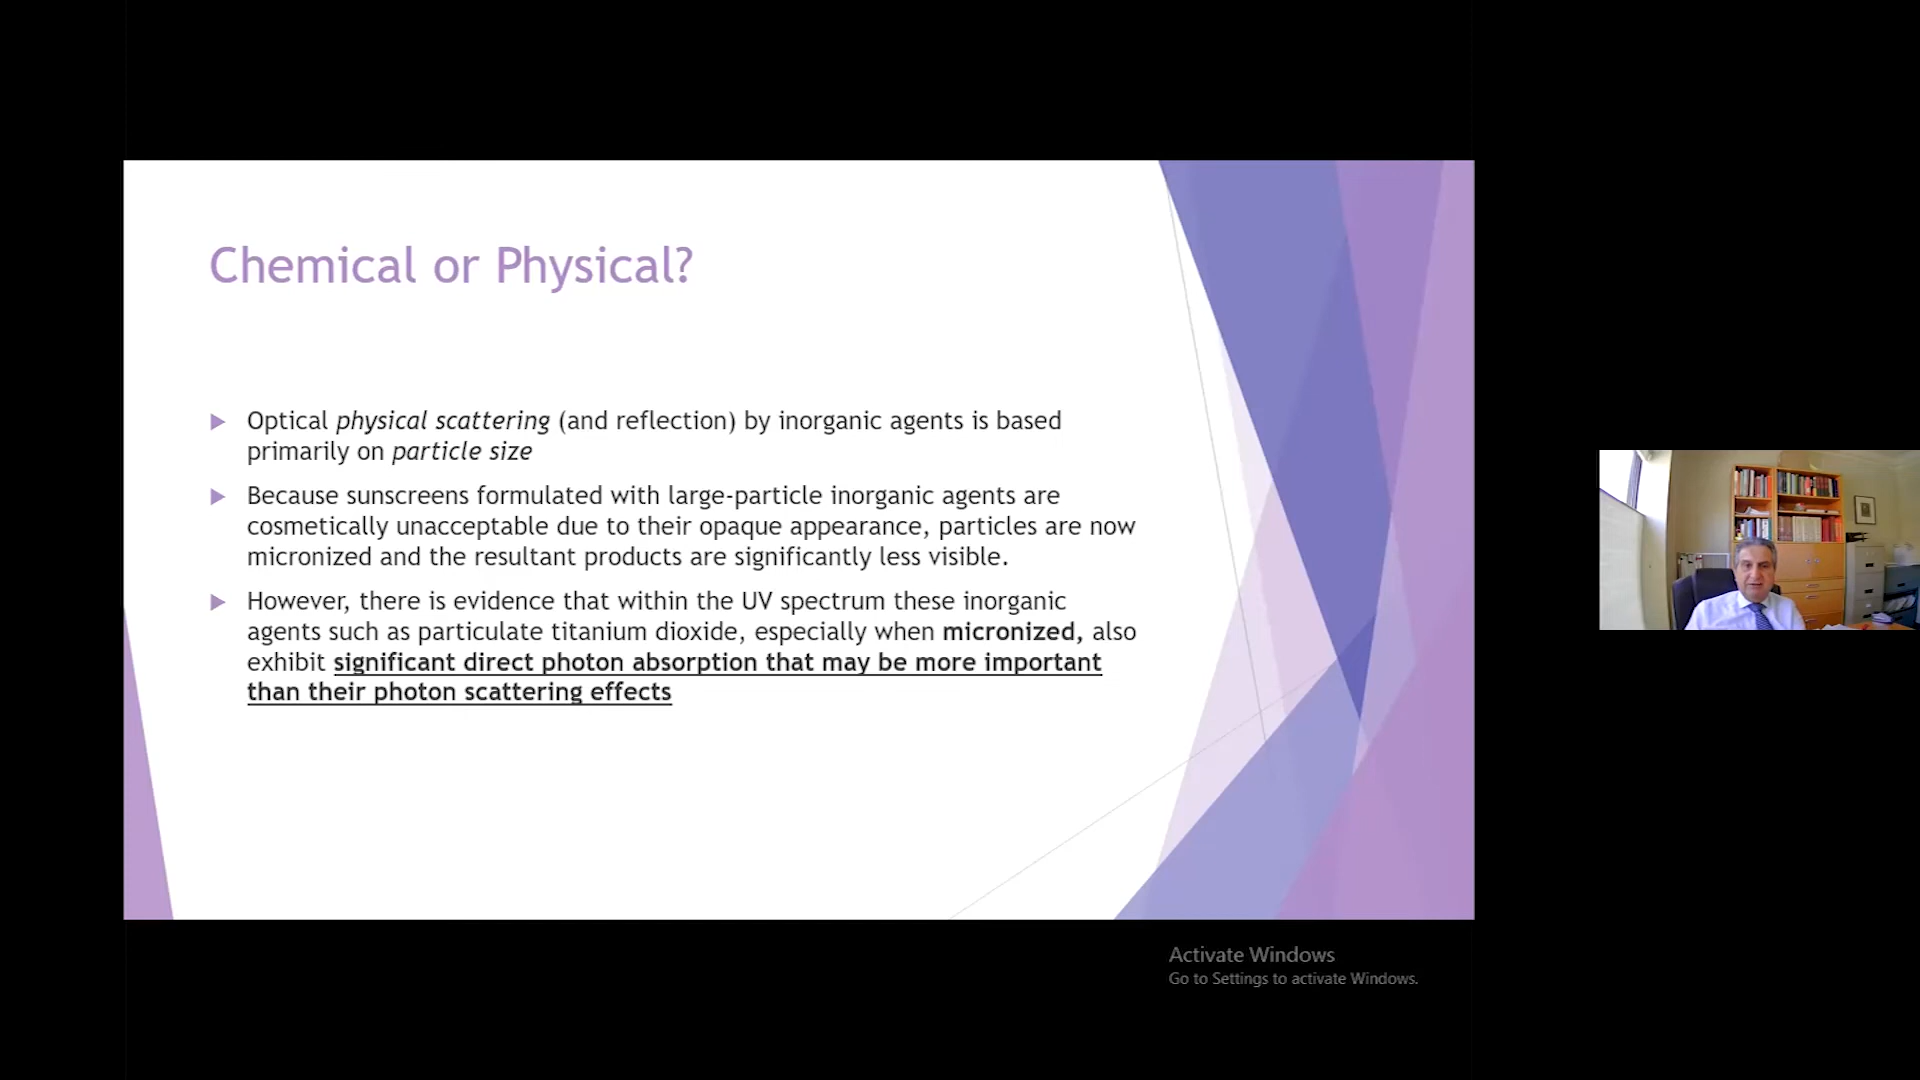 Chemical or Physical?
Optical physical scattering (and reflection) by inorganic agents is based
primarily on particle size
Because sunscreens formulated with large-particle inorganic agents are
cosmetically unacceptable due to their opaque appearance, particles are now
micronized and the resultant products are significantly less visible.
However, there is evidence that within the UV spectrum these inorganic
agents such as particulate titanium dioxide, especially when micronized, also
exhibit significant direct photon absorption that may be more important
than their photon scattering effects
Activate Windows
Go to Settings to activate Windows.